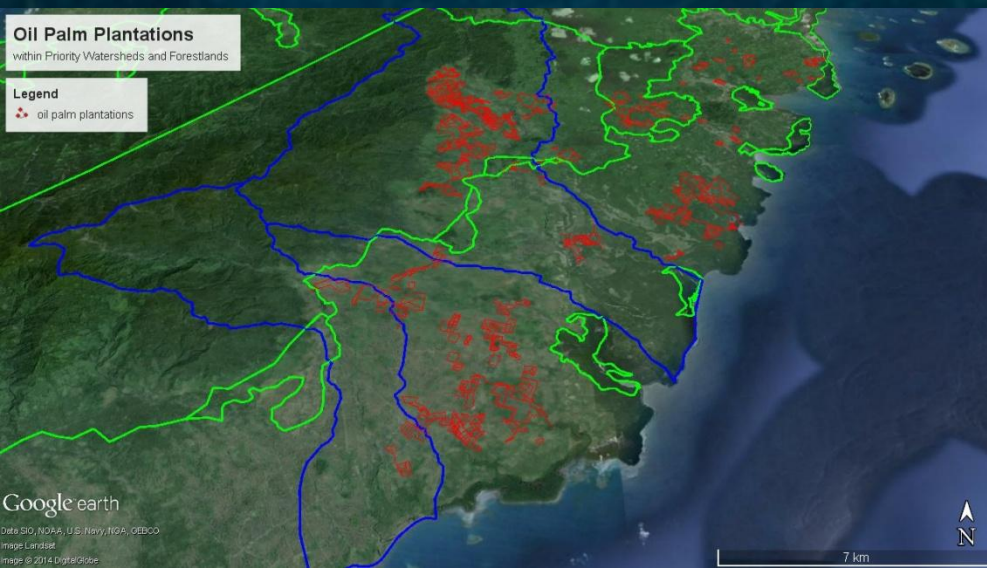 Oil Palm Plantations
within Priority Watersheds and Forestlands
Legend
oil palm plantations
Google earth
Data SIO, NOAA, U.S. Navy, NGA, GEBCO
Image Landsat
Image © 2014 DigitalGlobe
N
7 km